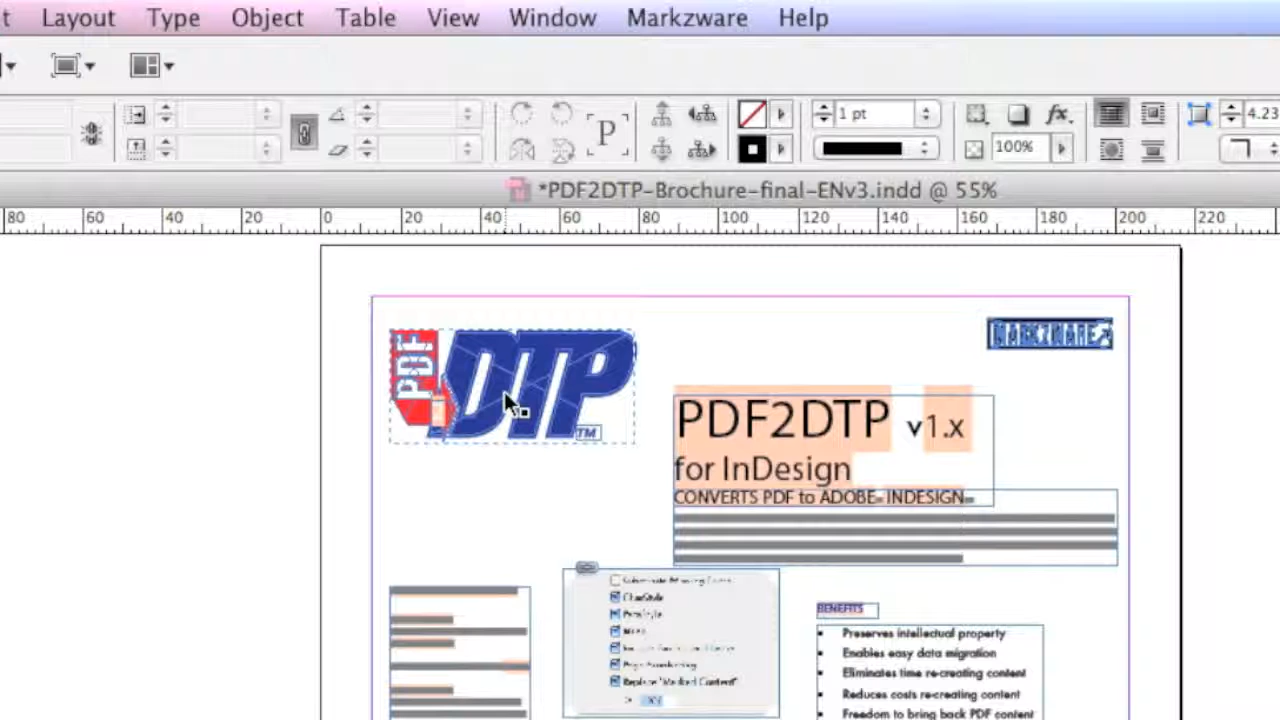 t Layout Type Object Table View Window Markzware Help
P 1 pt fx. 4.23
100%
*PDF2DTP-Brochure-final-ENv3.indd @ 55%
80 60 40 20 0 20 40 60 80 100 120 140 160 180 200 220
PDF DTP TM
MARKZWARE
PDF2DTP v1.x
for InDesign
CONVERTS PDF to ADOBE® INDESIGN®
CharStyle
ParaStyle
Replace "Marked Content"
BENEFITS
Preserves intellectual property
Enables easy data migration
Eliminates time re-creating content
Reduces costs re-creating content
Freedom to bring back PDF content